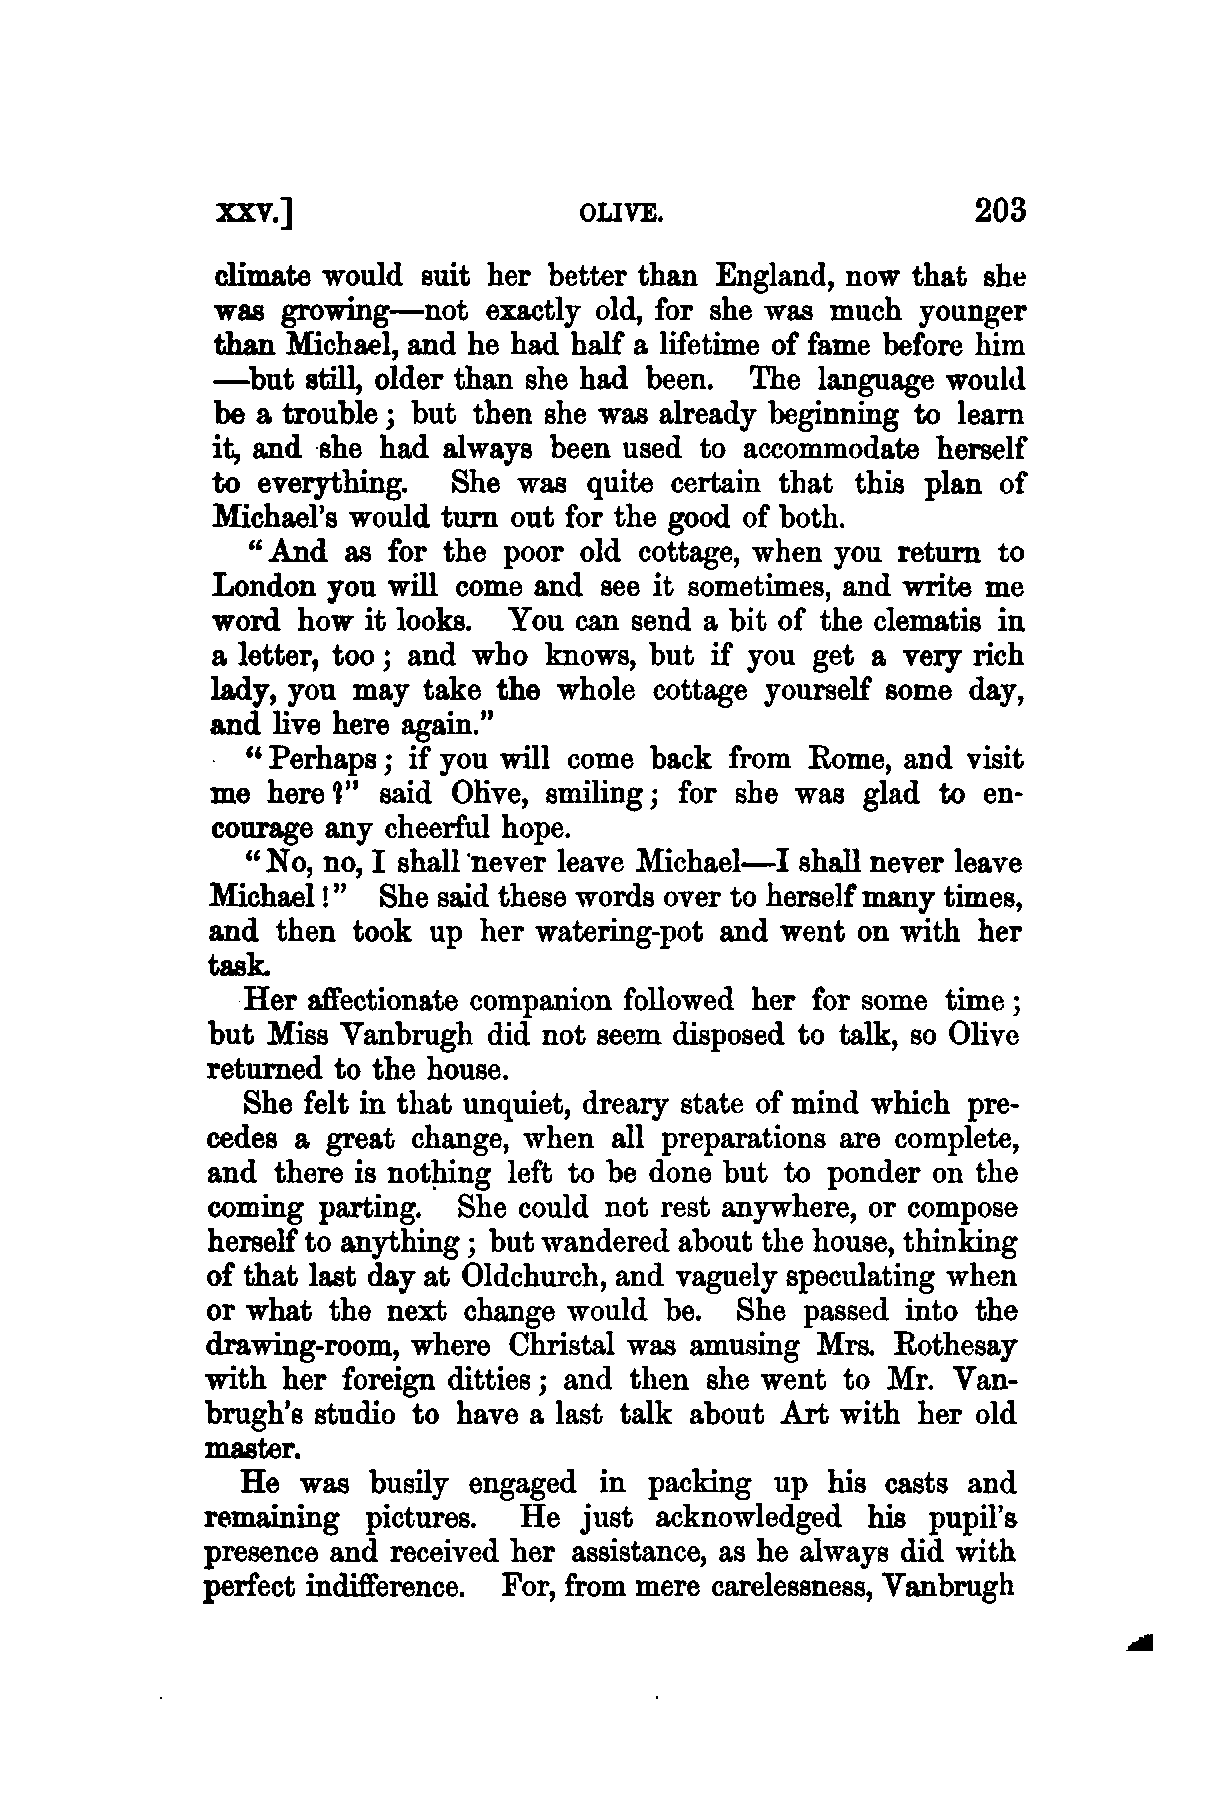 XXV.] OLIVE. 203
climate would suit her better than England, now that she
was growing—not exactly old, for she was much younger
than Michael, and he had half a lifetime of fame before him
—but still, older than she had been. The language would
be a trouble; but then she was already beginning to learn
it, and she had always been used to accommodate herself
to everything. She was quite certain that this plan of
Michael's would turn out for the good of both.
"And as for the poor old cottage, when you return to
London you will come and see it sometimes, and write me
word how it looks. You can send a bit of the clematis in
a letter, too; and who knows, but if you get a very rich
lady, you may take the whole cottage yourself some day,
and live here again."
"Perhaps; if you will come back from Rome, and visit
me here?" said Olive, smiling; for she was glad to en-
courage any cheerful hope.
"No, no, I shall never leave Michael—I shall never leave
Michael!" She said these words over to herself many times,
and then took up her watering-pot and went on with her
task.
Her affectionate companion followed her for some time;
but Miss Vanbrugh did not seem disposed to talk, so Olive
returned to the house.
She felt in that unquiet, dreary state of mind which pre-
cedes a great change, when all preparations are complete,
and there is nothing left to be done but to ponder on the
coming parting. She could not rest anywhere, or compose
herself to anything; but wandered about the house, thinking
of that last day at Oldchurch, and vaguely speculating when
or what the next change would be. She passed into the
drawing-room, where Christal was amusing Mrs. Rothesay
with her foreign ditties; and then she went to Mr. Van-
brugh's studio to have a last talk about Art with her old
master.
He was busily engaged in packing up his casts and
remaining pictures. He just acknowledged his pupil's
presence and received her assistance, as he always did with
perfect indifference. For, from mere carelessness, Vanbrugh